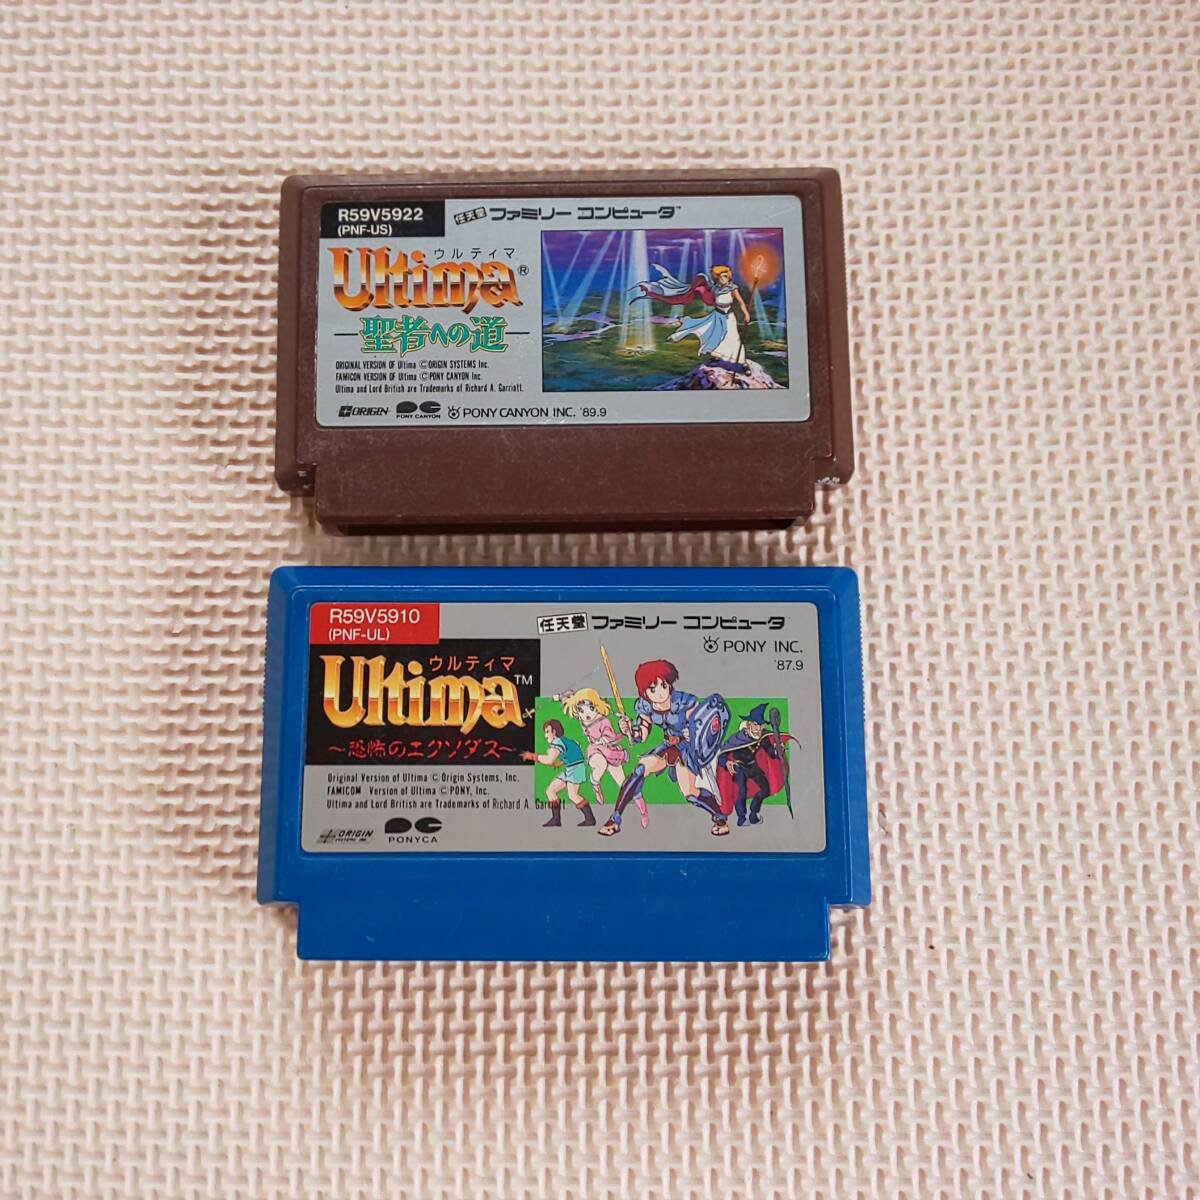 R59V5922
(PNF-US)
任天堂 ファミリー コンピュータ™
ウルティマ
Ultima®
聖者への道
ORIGINAL VERSION OF Ultima ©ORIGIN SYSTEMS Inc.
FAMICON VERSION OF Ultima ©PONY CANYON Inc.
Ultima and Lord British are Trademarks of Richard A. Garriott.
ORIGIN
PONY CANYON
PONY CANYON INC. '89.9
R59V5910
(PNF-UL)
任天堂 ファミリー コンピュータ
PONY INC.
'87.9
ウルティマ
Ultima™
~恐怖のエクソダス~
Original Version of Ultima © Origin Systems, Inc.
FAMICOM Version of Ultima © PONY, Inc.
Ultima and Lord British are Trademarks of Richard A. Garriott.
ORIGIN
SYSTEMS INC.
PONYCA